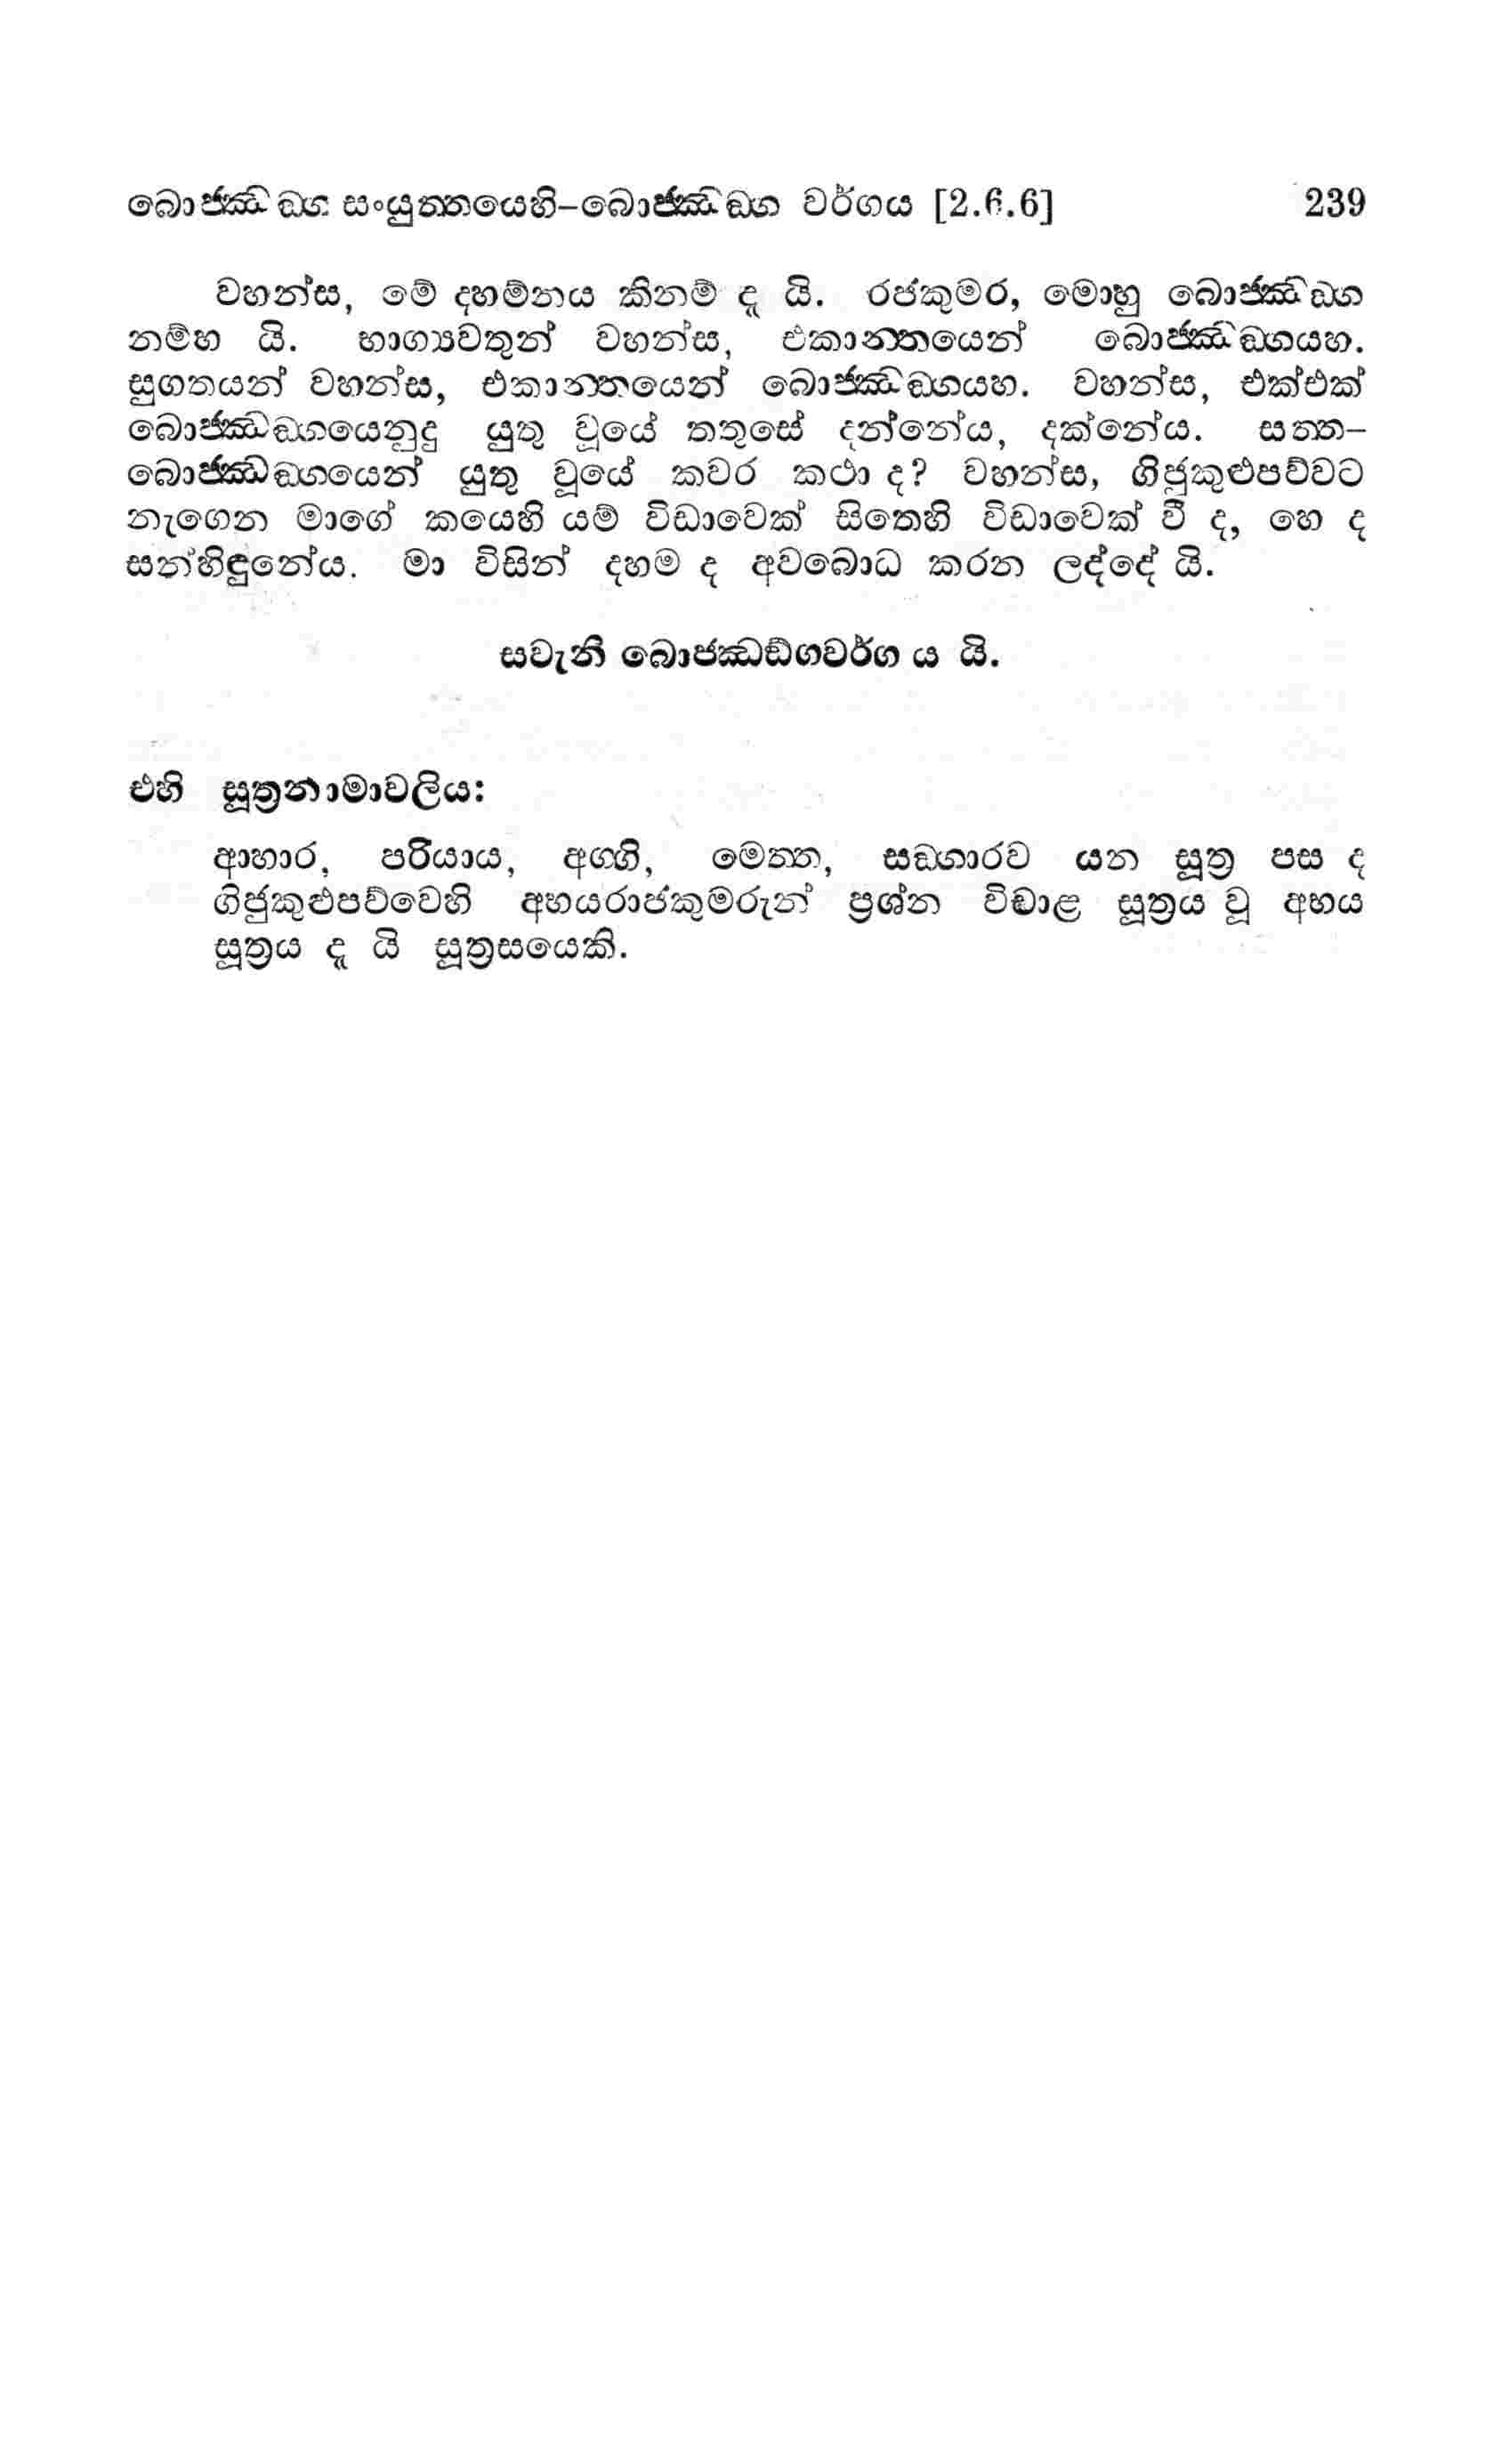 බොජ්ඣඞ්ග සංයුත්තයෙහි–බොජ්ඣඞ්ග වර්ගය [2.6.6] 239
වහන්ස, මේ දහම්නය කිනම් දැ යි. රජකුමර, මොහු බොජ්ඣඞ්ග
නම්හ යි. භාග්‍යවතුන් වහන්ස, එකාන්තයෙන් බොජ්ඣඞ්ගයහ.
සුගතයන් වහන්ස, එකාන්තයෙන් බොජ්ඣඞ්ගයහ. වහන්ස, එක්එක්
බොජ්ඣඞ්ගයෙනුදු යුතු වූයේ තතුසේ දන්නේය, දක්නේය. සත්ත–
බොජ්ඣඞ්ගයෙන් යුතු වූයේ කවර කථා ද? වහන්ස, ගිජුකුළුපව්වට
නැගෙන මාගේ කයෙහි යම් විඩාවෙක් සිතෙහි විඩාවෙක් වී ද, හෙ ද
සන්හිඳුනේය. මා විසින් දහම ද අවබොධ කරන ලද්දේ යි.
සවැනි බොජඣඞ්ගවර්ග ය යි.
එහි සූත්‍රනාමාවලිය:
ආහාර, පරියාය, අග්ගි, මෙත්ත, සඞ්ගාරව යන සූත්‍ර පස ද
ගිජුකුළුපව්වෙහි අභයරාජකුමරුන් ප්‍රශ්න විචාළ සූත්‍රය වූ අභය
සූත්‍රය දැ යි සූත්‍රසයෙකි.